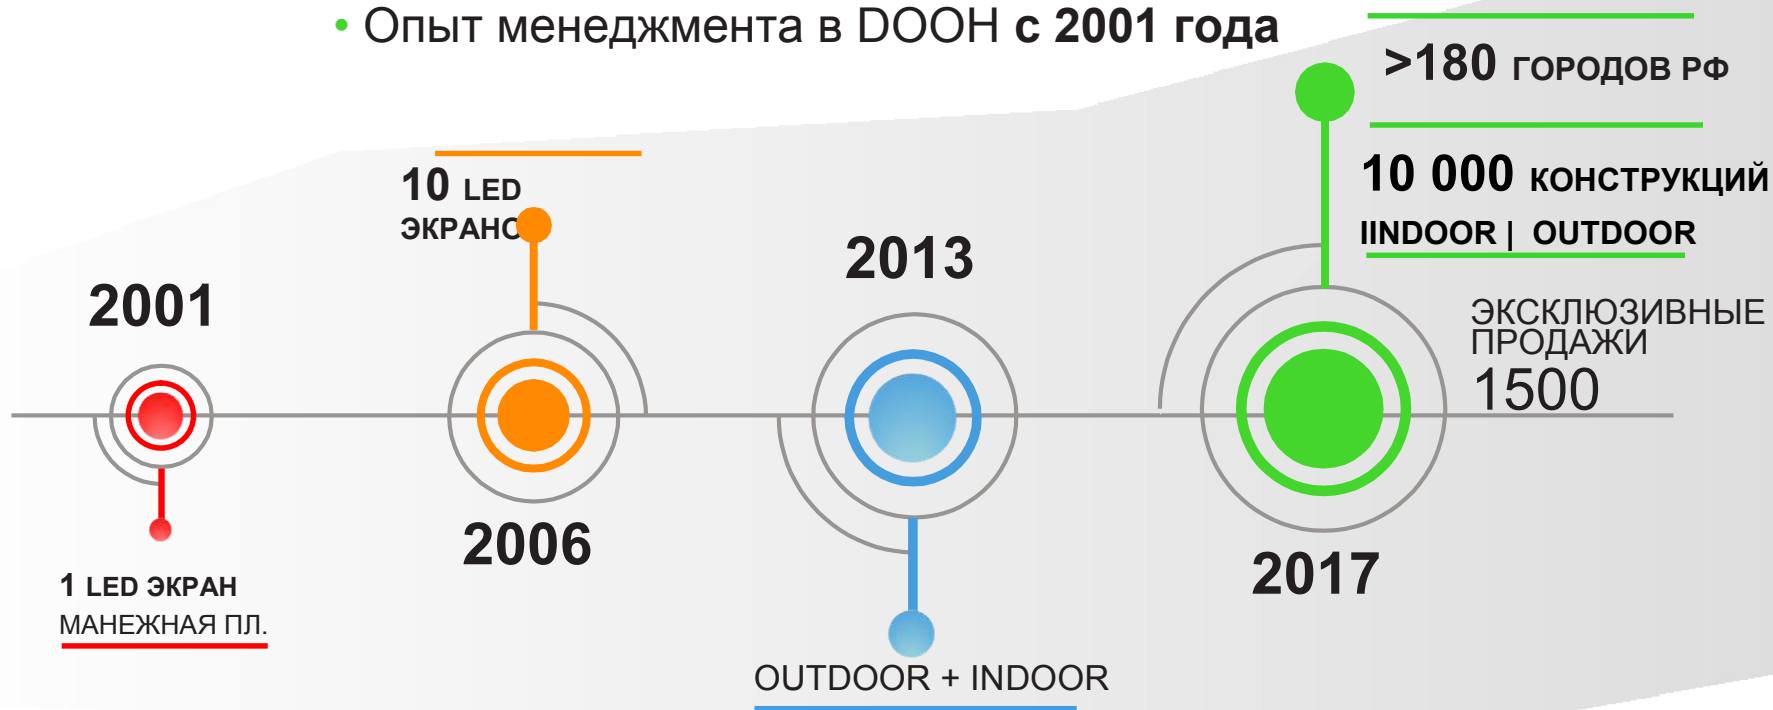 • Опыт менеджмента в DOOH с 2001 года
>180 ГОРОДОВ РФ
10 000 КОНСТРУКЦИЙ
IINDOOR | OUTDOOR
ЭКСКЛЮЗИВНЫЕ
ПРОДАЖИ
1500
10 LED
ЭКРАНО
2013
2001
2006
2017
1 LED ЭКРАН
МАНЕЖНАЯ ПЛ.
OUTDOOR + INDOOR